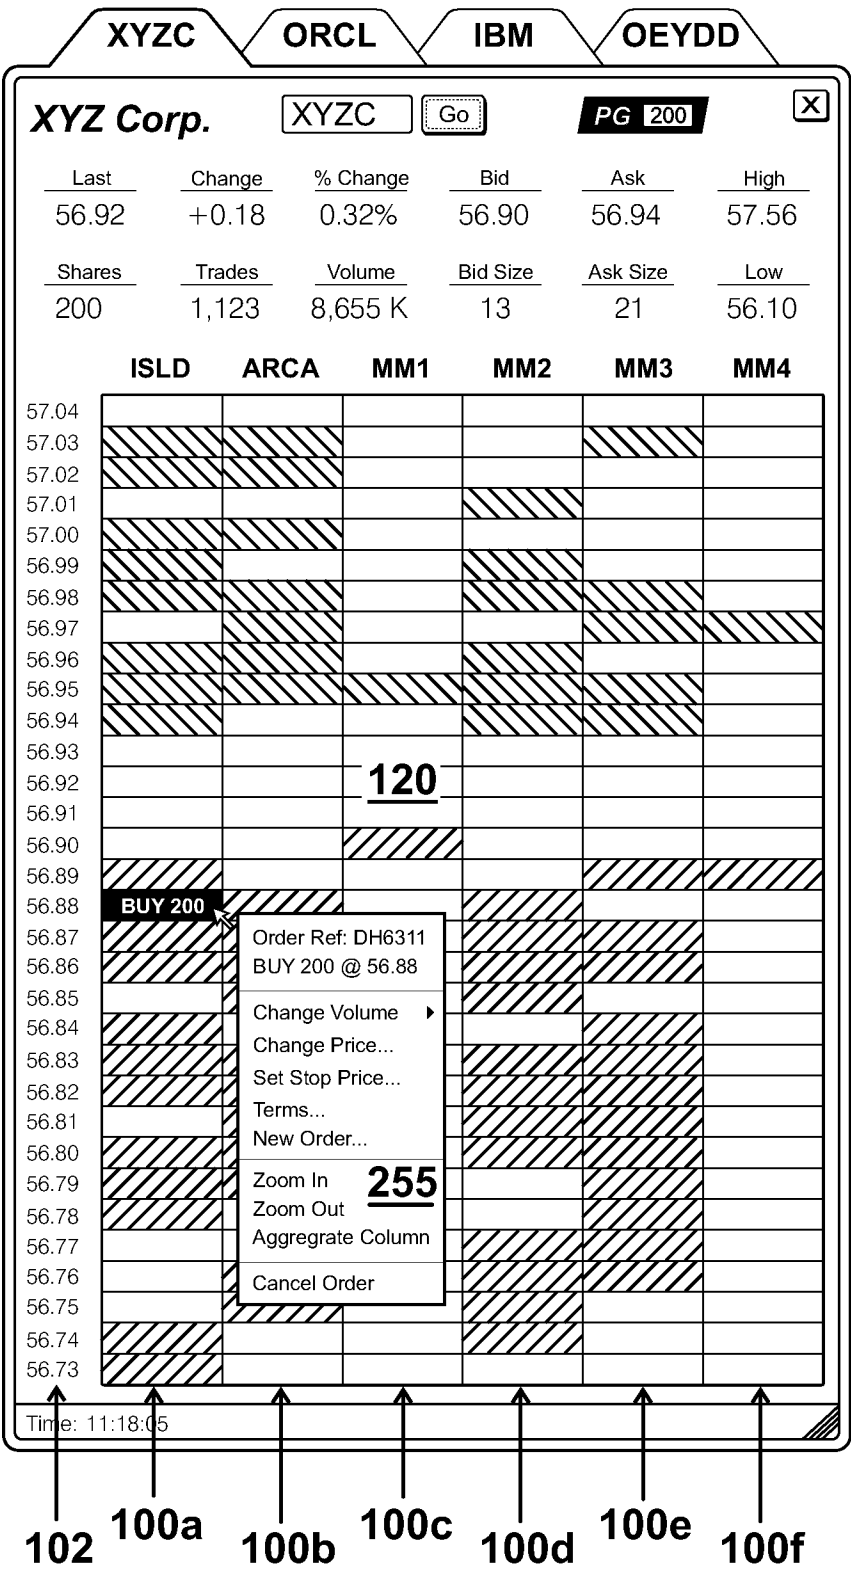 XYZC ORCL IBM OEYDD
XYZ Corp. XYZC Go PG 200 X
Last Change % Change Bid Ask High
56.92 +0.18 0.32% 56.90 56.94 57.56
Shares Trades Volume Bid Size Ask Size Low
200 1,123 8,655 K 13 21 56.10
ISLD ARCA MM1 MM2 MM3 MM4
57.04
57.03
57.02
57.01
57.00
56.99
56.98
56.97
56.96
56.95
56.94
56.93
56.92 120
56.91
56.90
56.89
56.88 BUY 200
56.87 Order Ref: DH6311
56.86 BUY 200 @ 56.88
56.85
56.84 Change Volume
56.83 Change Price...
56.82 Set Stop Price...
56.81 Terms...
56.80 New Order...
56.79 Zoom In 255
56.78 Zoom Out
56.77 Aggregrate Column
56.76 Cancel Order
56.75
56.74
56.73
Time: 11:18:05
102 100a 100b 100c 100d 100e 100f